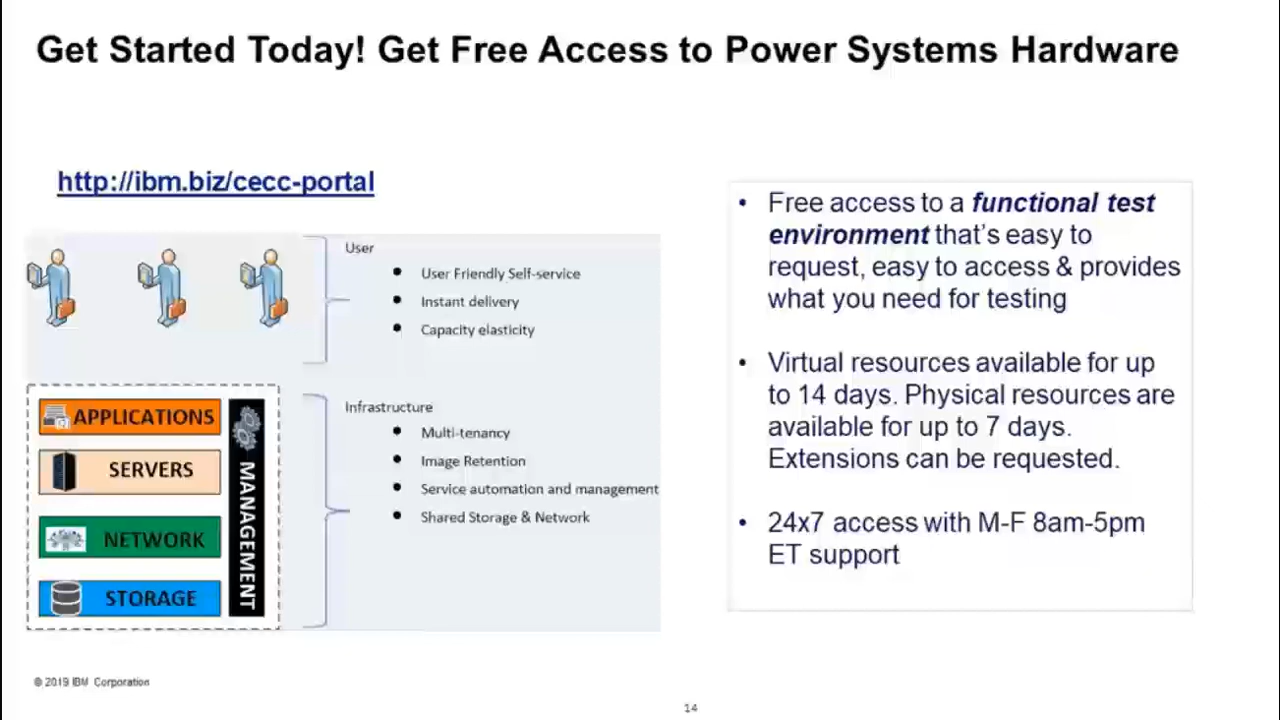 Get Started Today! Get Free Access to Power Systems Hardware
http://ibm.biz/cecc-portal
User
• User Friendly Self-service
• Instant delivery
• Capacity elasticity
APPLICATIONS
SERVERS
NETWORK
STORAGE
MANAGEMENT
Infrastructure
• Multi-tenancy
• Image Retention
• Service automation and management
• Shared Storage & Network
• Free access to a functional test
environment that's easy to
request, easy to access & provides
what you need for testing
• Virtual resources available for up
to 14 days. Physical resources are
available for up to 7 days.
Extensions can be requested.
• 24x7 access with M-F 8am-5pm
ET support
© 2019 IBM Corporation
14